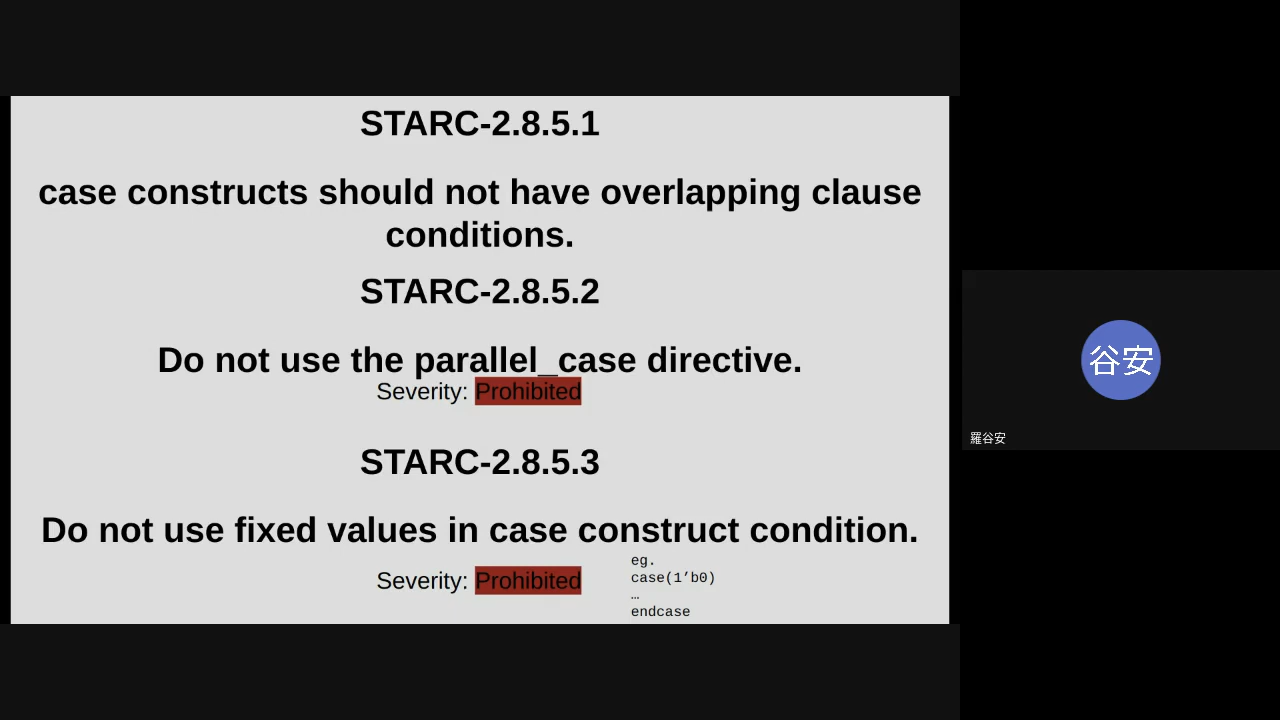 STARC-2.8.5.1
case constructs should not have overlapping clause
conditions.
STARC-2.8.5.2
Do not use the parallel_case directive.
Severity: Prohibited
STARC-2.8.5.3
Do not use fixed values in case construct condition.
Severity: Prohibited
eg.
case(1’b0)
…
endcase
谷安
羅谷安